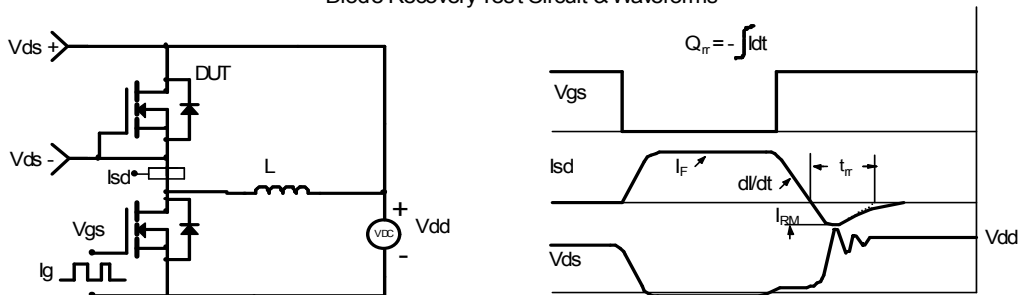 Diode Recovery Test Circuit & Waveforms
Vds +
DUT
Vds -
Isd
L
Vgs
Ig
VDC
+
Vdd
-
Qrr = - ∫Idt
Vgs
Isd
IF
dI/dt
trr
IRM
Vdd
Vds